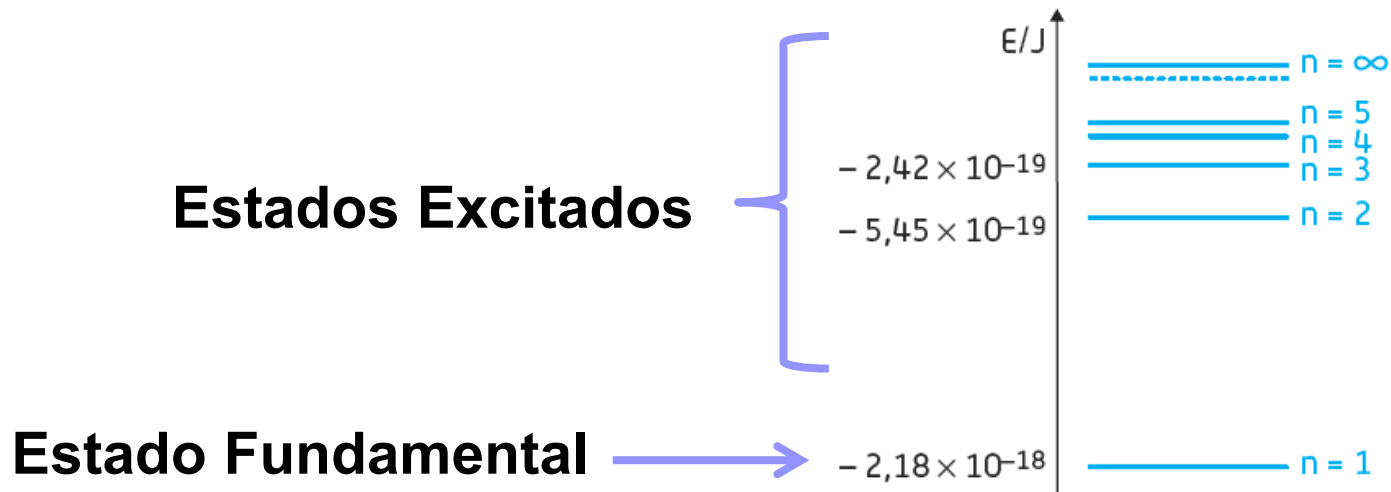 E/J
n = ∞
n = 5
n = 4
− 2,42 × 10⁻¹⁹ n = 3
Estados Excitados
− 5,45 × 10⁻¹⁹ n = 2
Estado Fundamental
− 2,18 × 10⁻¹⁸ n = 1